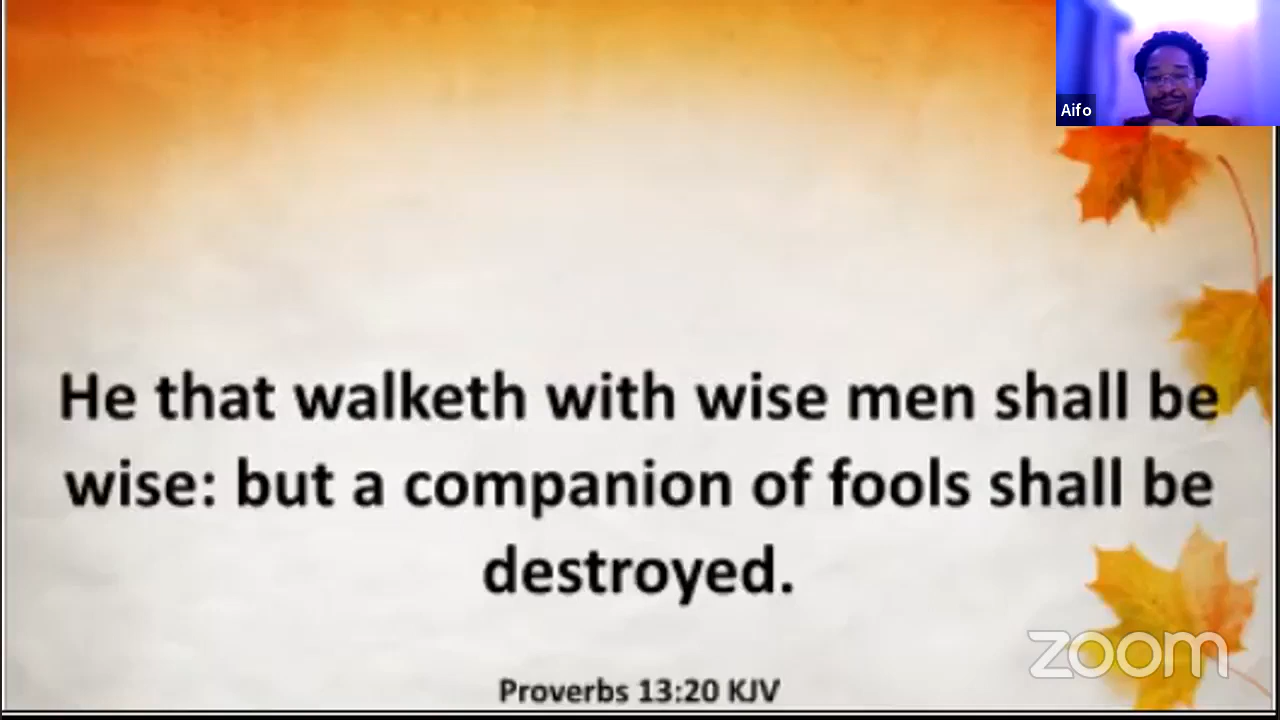 Aifo
He that walketh with wise men shall be
wise: but a companion of fools shall be
destroyed.
zoom
Proverbs 13:20 KJV